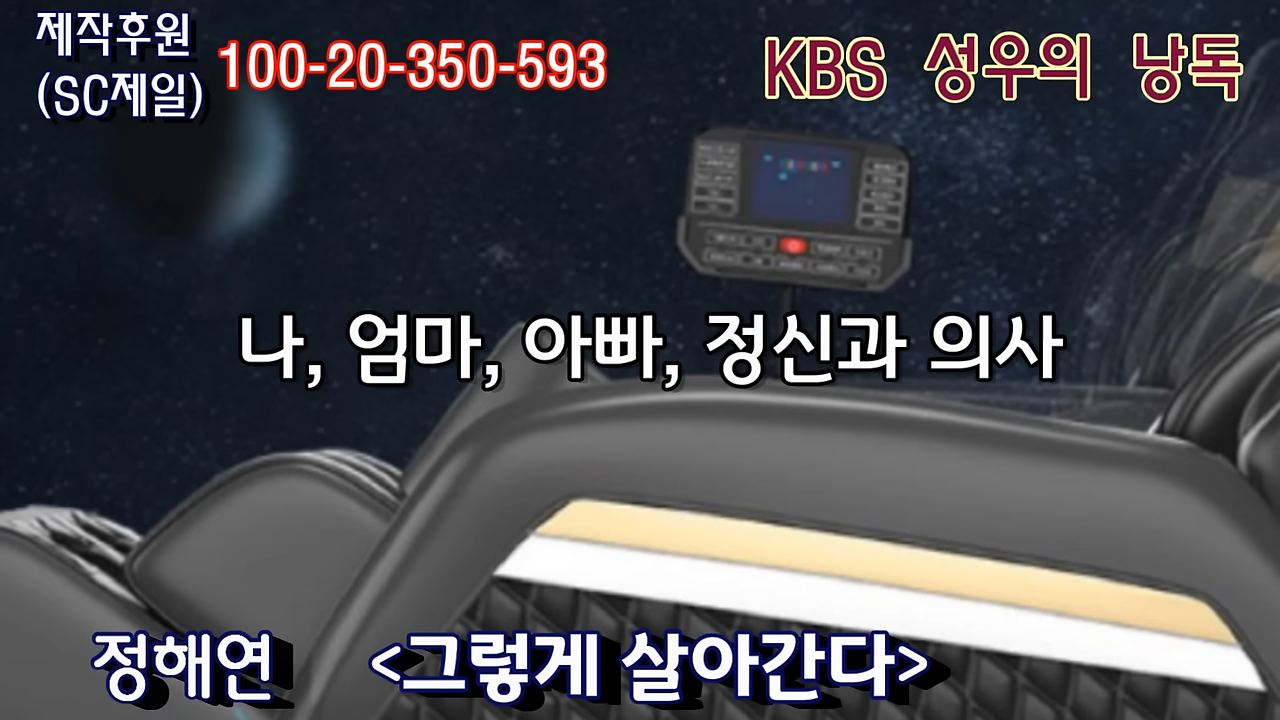 제작후원
(SC제일)
100-20-350-593
KBS 성우의 낭독
나, 엄마, 아빠, 정신과 의사
정해연 <그렇게 살아간다>